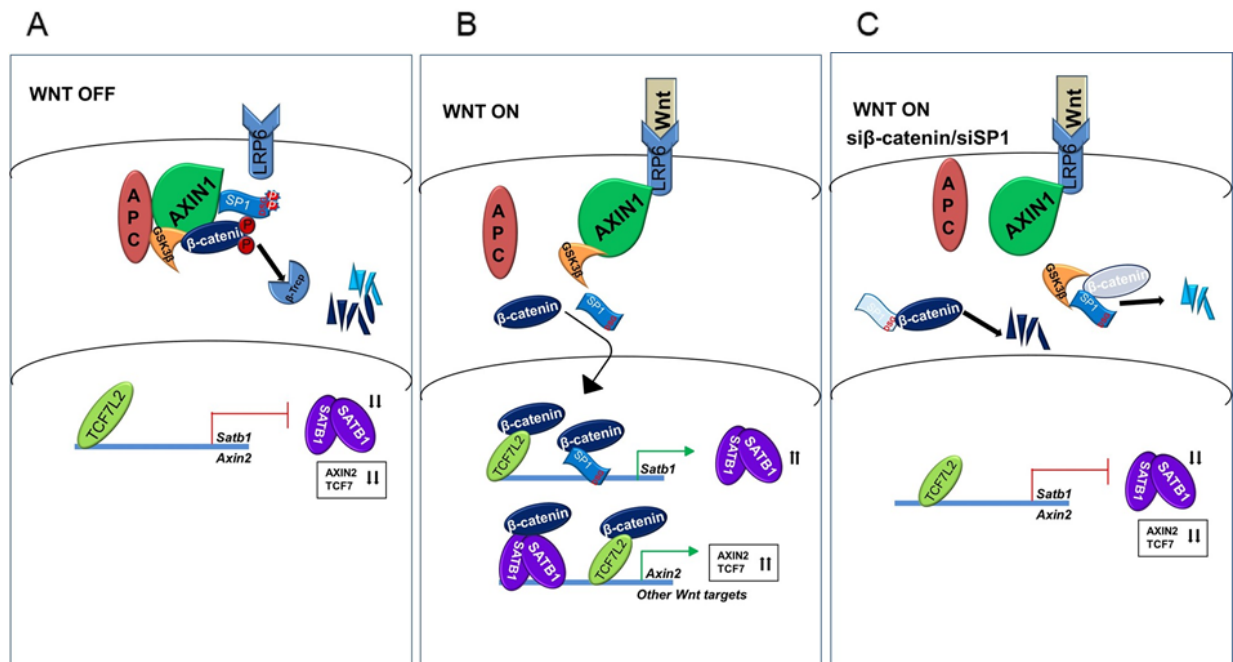 A
B
C
WNT OFF
LRP6
APC
AXIN1
SP1
P
P
GSK3β
β-catenin
P
P
β-Trcp
TCF7L2
Satb1
Axin2
SATB1
SATB1
AXIN2
TCF7
WNT ON
Wnt
LRP6
APC
AXIN1
GSK3β
β-catenin
SP1
β-catenin
TCF7L2
β-catenin
SP1
Satb1
SATB1
SATB1
β-catenin
SATB1
SATB1
β-catenin
TCF7L2
Axin2
Other Wnt targets
AXIN2
TCF7
WNT ON
siβ-catenin/siSP1
Wnt
LRP6
APC
AXIN1
GSK3β
β-catenin
SP1
β-catenin
TCF7L2
Satb1
Axin2
SATB1
SATB1
AXIN2
TCF7